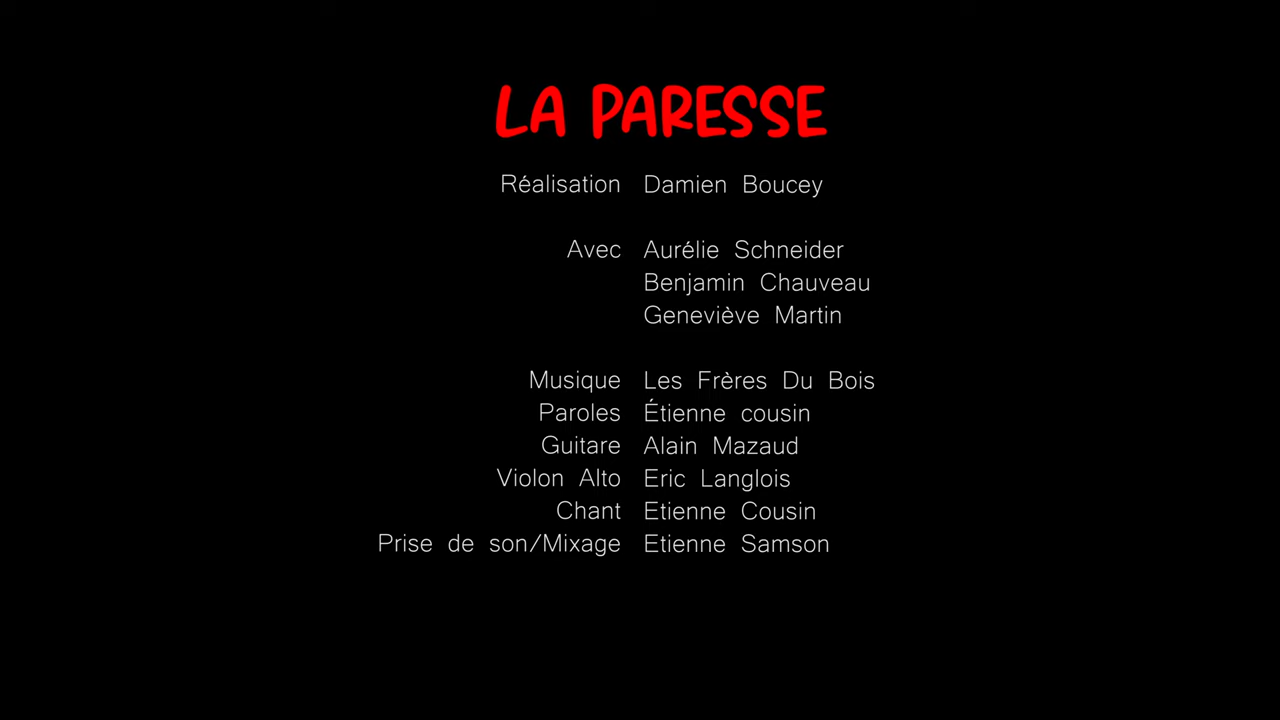 LA PARESSE
Réalisation Damien Boucey
Avec Aurélie Schneider
Benjamin Chauveau
Geneviève Martin
Musique Les Frères Du Bois
Paroles Étienne cousin
Guitare Alain Mazaud
Violon Alto Eric Langlois
Chant Etienne Cousin
Prise de son/Mixage Etienne Samson